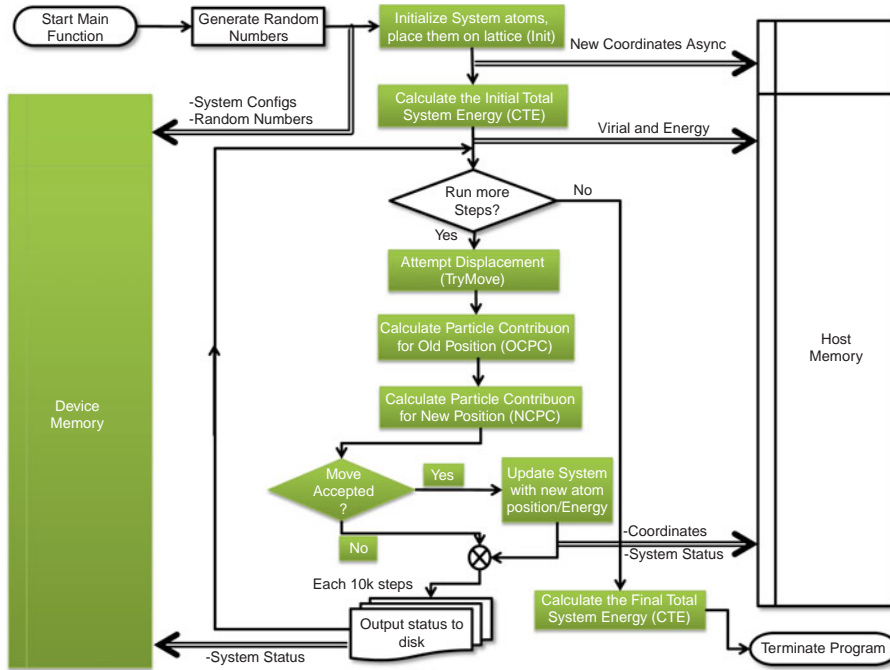 Start Main
Function
Generate Random
Numbers
Initialize System atoms,
place them on lattice (Init)
New Coordinates Async
-System Configs
-Random Numbers
Calculate the Initial Total
System Energy (CTE)
Virial and Energy
Run more
Steps?
No
Yes
Attempt Displacement
(TryMove)
Calculate Particle Contribuon
for Old Position (OCPC)
Host
Memory
Device
Memory
Calculate Particle Contribuon
for New Position (NCPC)
Move
Accepted
?
Yes
Update System
with new atom
position/Energy
No
-Coordinates
-System Status
Each 10k steps
Output status to
disk
Calculate the Final Total
System Energy (CTE)
-System Status
Terminate Program